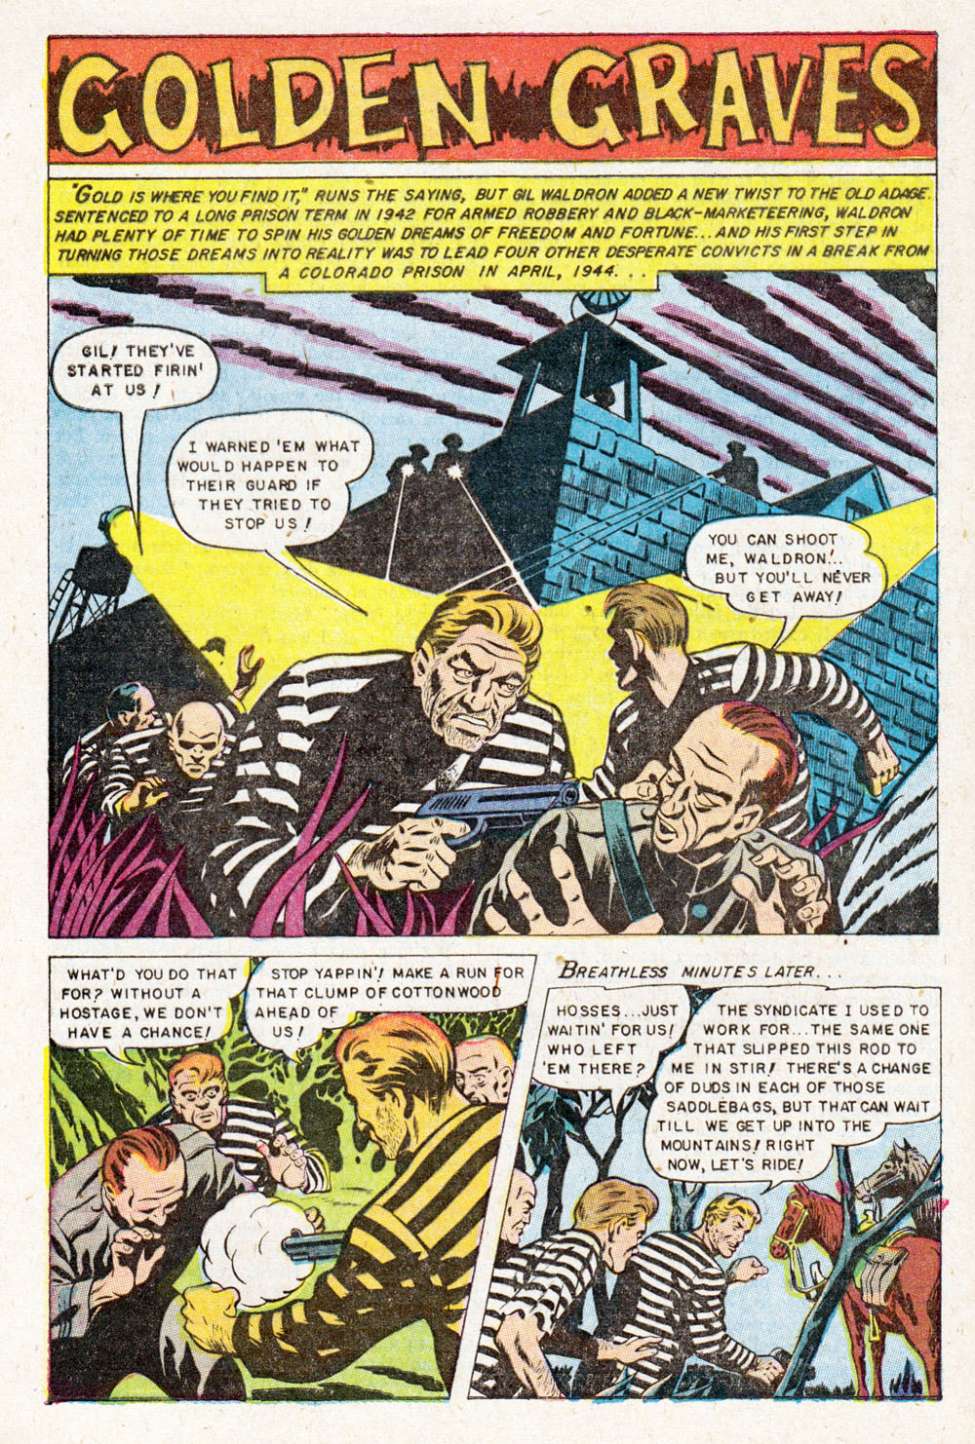 GOLDEN GRAVES
"GOLD IS WHERE YOU FIND IT," RUNS THE SAYING, BUT GIL WALDRON ADDED A NEW TWIST TO THE OLD ADAGE.
SENTENCED TO A LONG PRISON TERM IN 1942 FOR ARMED ROBBERY AND BLACK-MARKETEERING, WALDRON
HAD PLENTY OF TIME TO SPIN HIS GOLDEN DREAMS OF FREEDOM AND FORTUNE...AND HIS FIRST STEP IN
TURNING THOSE DREAMS INTO REALITY WAS TO LEAD FOUR OTHER DESPERATE CONVICTS IN A BREAK FROM
A COLORADO PRISON IN APRIL, 1944...
GIL! THEY'VE
STARTED FIRIN'
AT US!
I WARNED 'EM WHAT
WOULD HAPPEN TO
THEIR GUARD IF
THEY TRIED TO
STOP US!
YOU CAN SHOOT
ME, WALDRON!..
BUT YOU'LL NEVER
GET AWAY!
WHAT'D YOU DO THAT
FOR? WITHOUT A
HOSTAGE, WE DON'T
HAVE A CHANCE!
STOP YAPPIN'! MAKE A RUN FOR
THAT CLUMP OF COTTONWOOD
AHEAD OF
US!
BREATHLESS MINUTES LATER...
HOSSES...JUST
WAITIN' FOR US!
WHO LEFT
'EM THERE?
THE SYNDICATE I USED TO
WORK FOR...THE SAME ONE
THAT SLIPPED THIS ROD TO
ME IN STIR! THERE'S A CHANGE
OF DUDS IN EACH OF THOSE
SADDLEBAGS, BUT THAT CAN WAIT
TILL WE GET UP INTO THE
MOUNTAINS! RIGHT
NOW, LET'S RIDE!